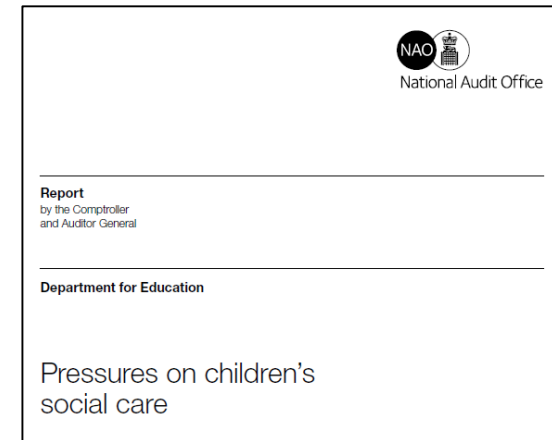 NAO
National Audit Office
Report
by the Comptroller
and Auditor General
Department for Education
Pressures on children's
social care